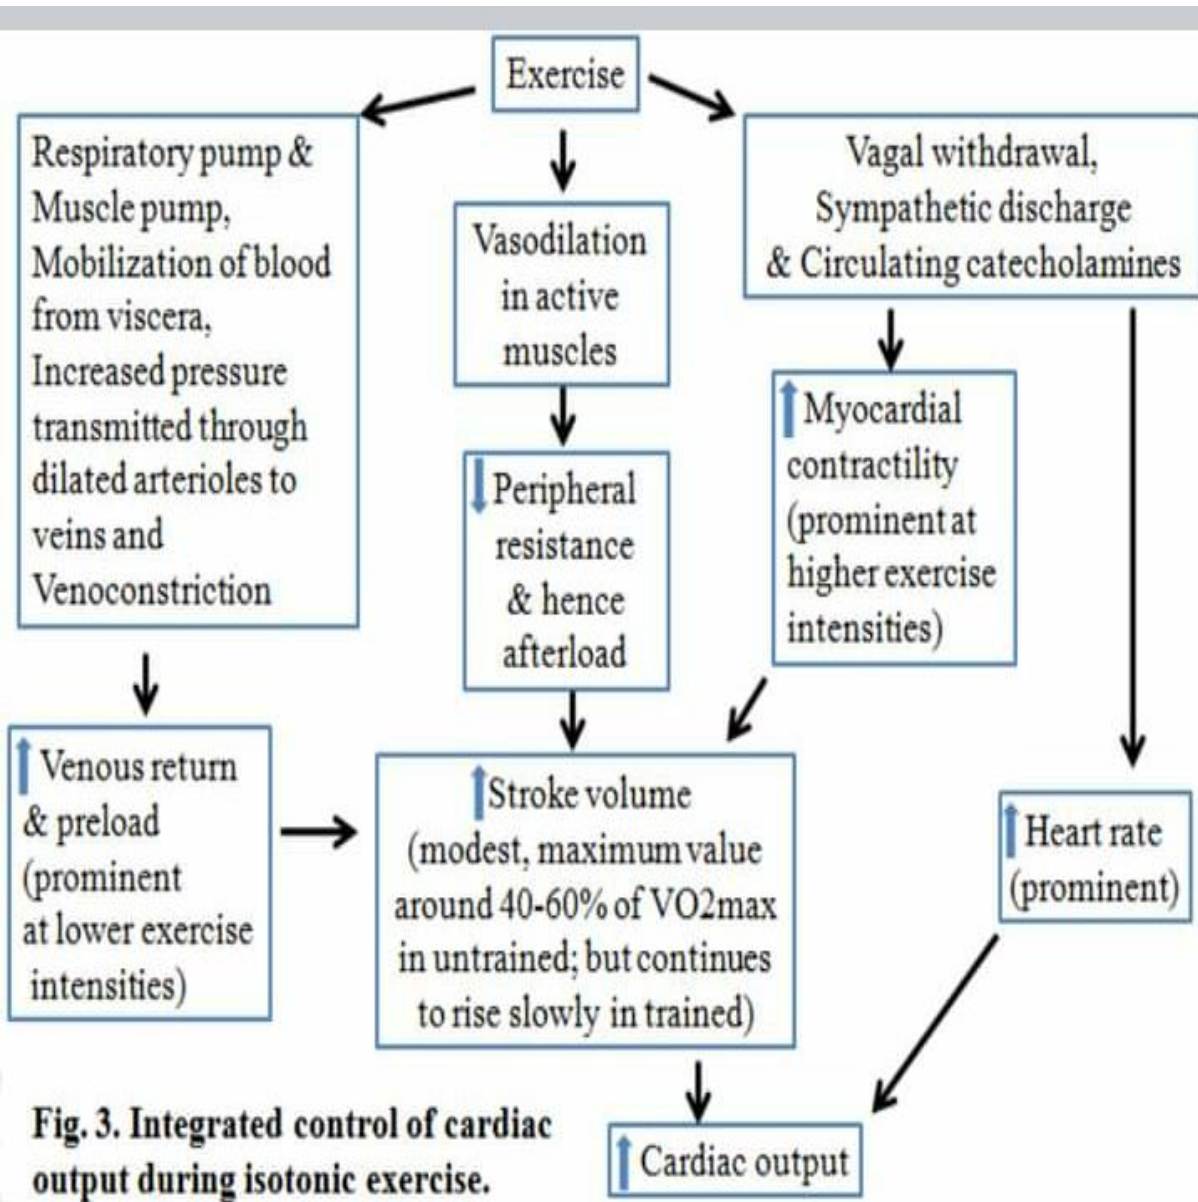 Exercise
Respiratory pump &
Muscle pump,
Mobilization of blood
from viscera,
Increased pressure
transmitted through
dilated arterioles to
veins and
Venoconstriction
Vasodilation
in active
muscles
Vagal withdrawal,
Sympathetic discharge
& Circulating catecholamines
Peripheral
resistance
& hence
afterload
Myocardial
contractility
(prominent at
higher exercise
intensities)
Venous return
& preload
(prominent
at lower exercise
intensities)
Stroke volume
(modest, maximum value
around 40-60% of VO2max
in untrained; but continues
to rise slowly in trained)
Heart rate
(prominent)
Cardiac output
Fig. 3. Integrated control of cardiac
output during isotonic exercise.